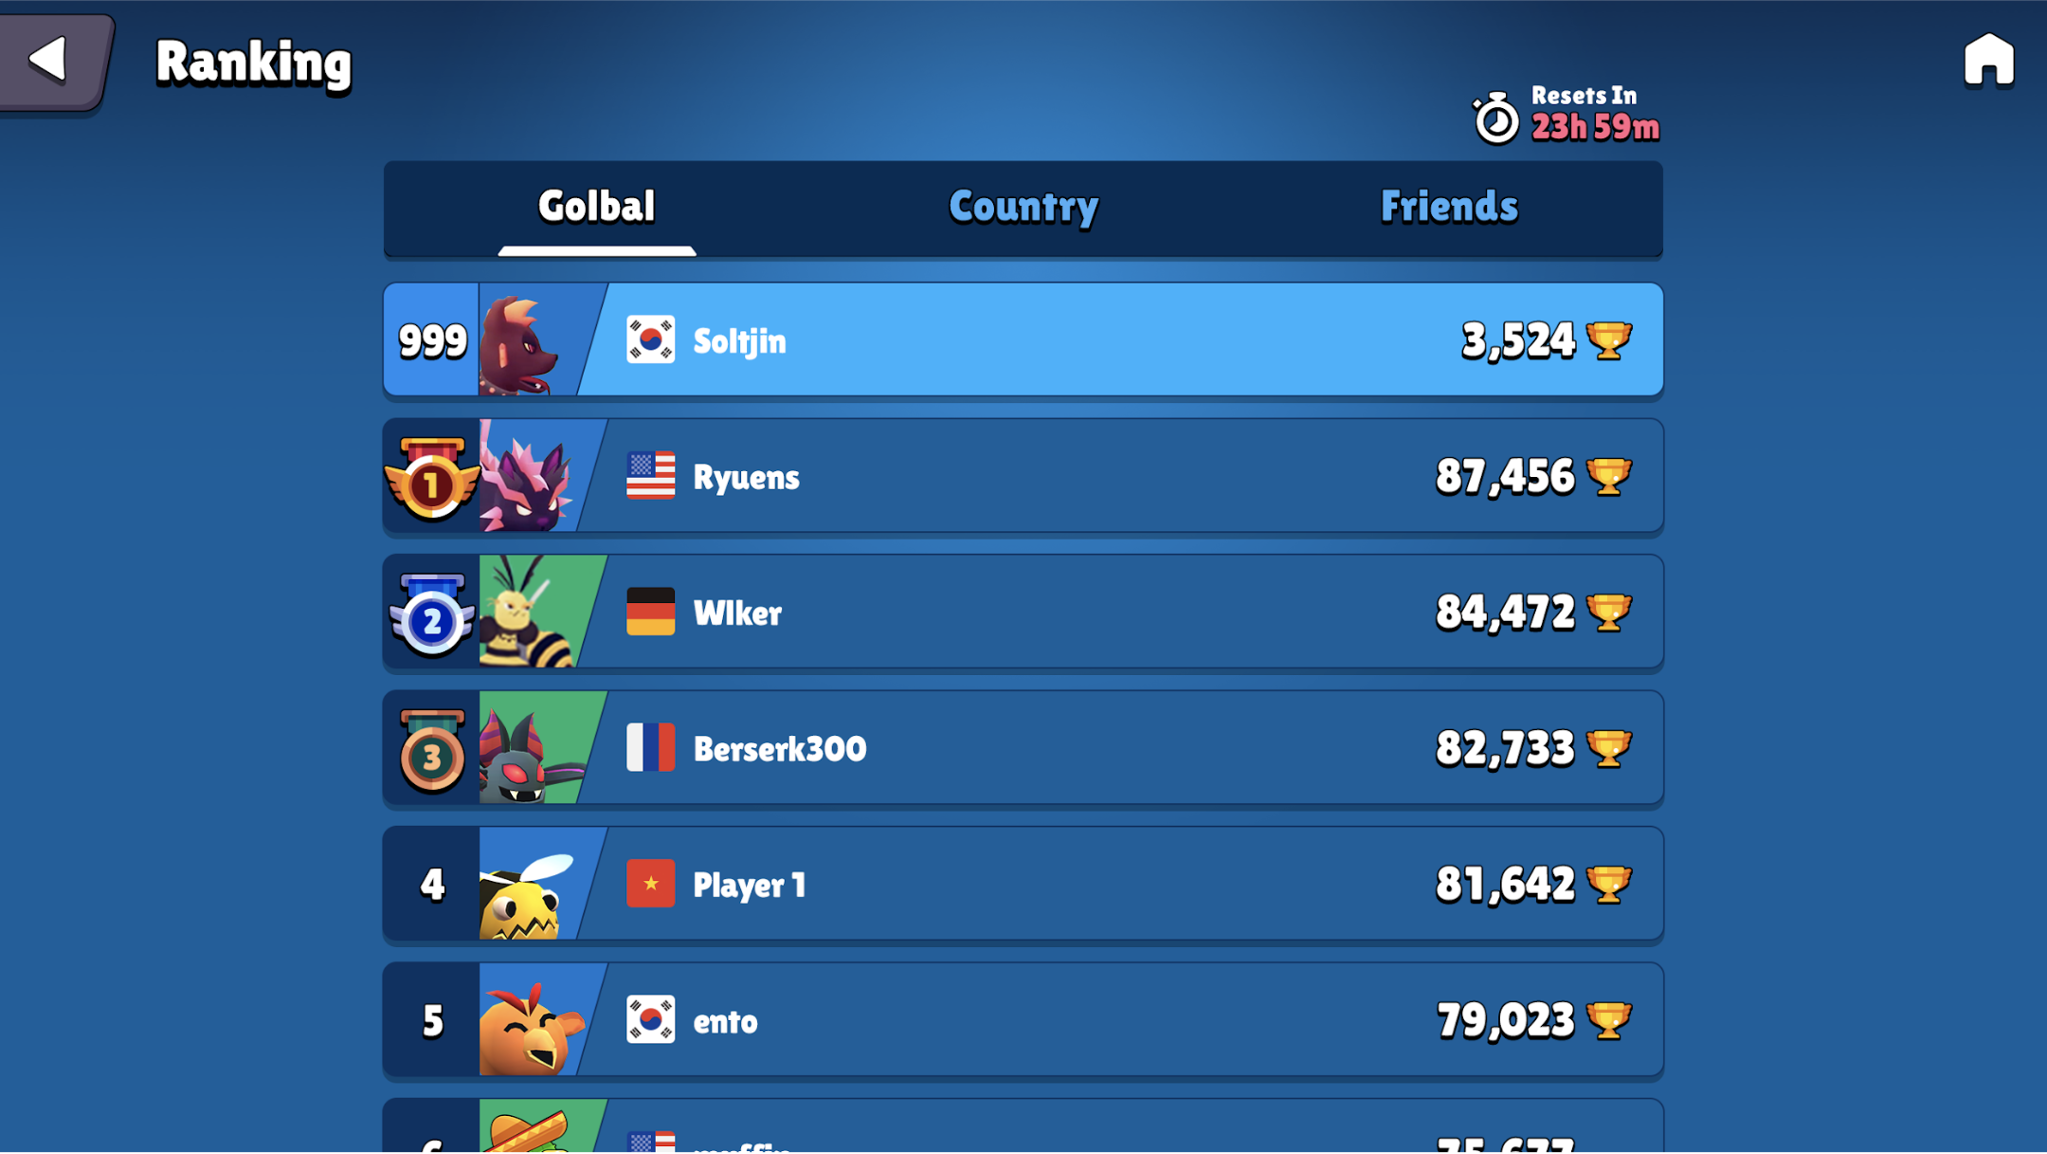 Ranking
Resets In
23h 59m
Golbal Country Friends
999 Soltjin 3,524
1 Ryuens 87,456
2 Wlker 84,472
3 Berserk300 82,733
4 Player 1 81,642
5 ento 79,023